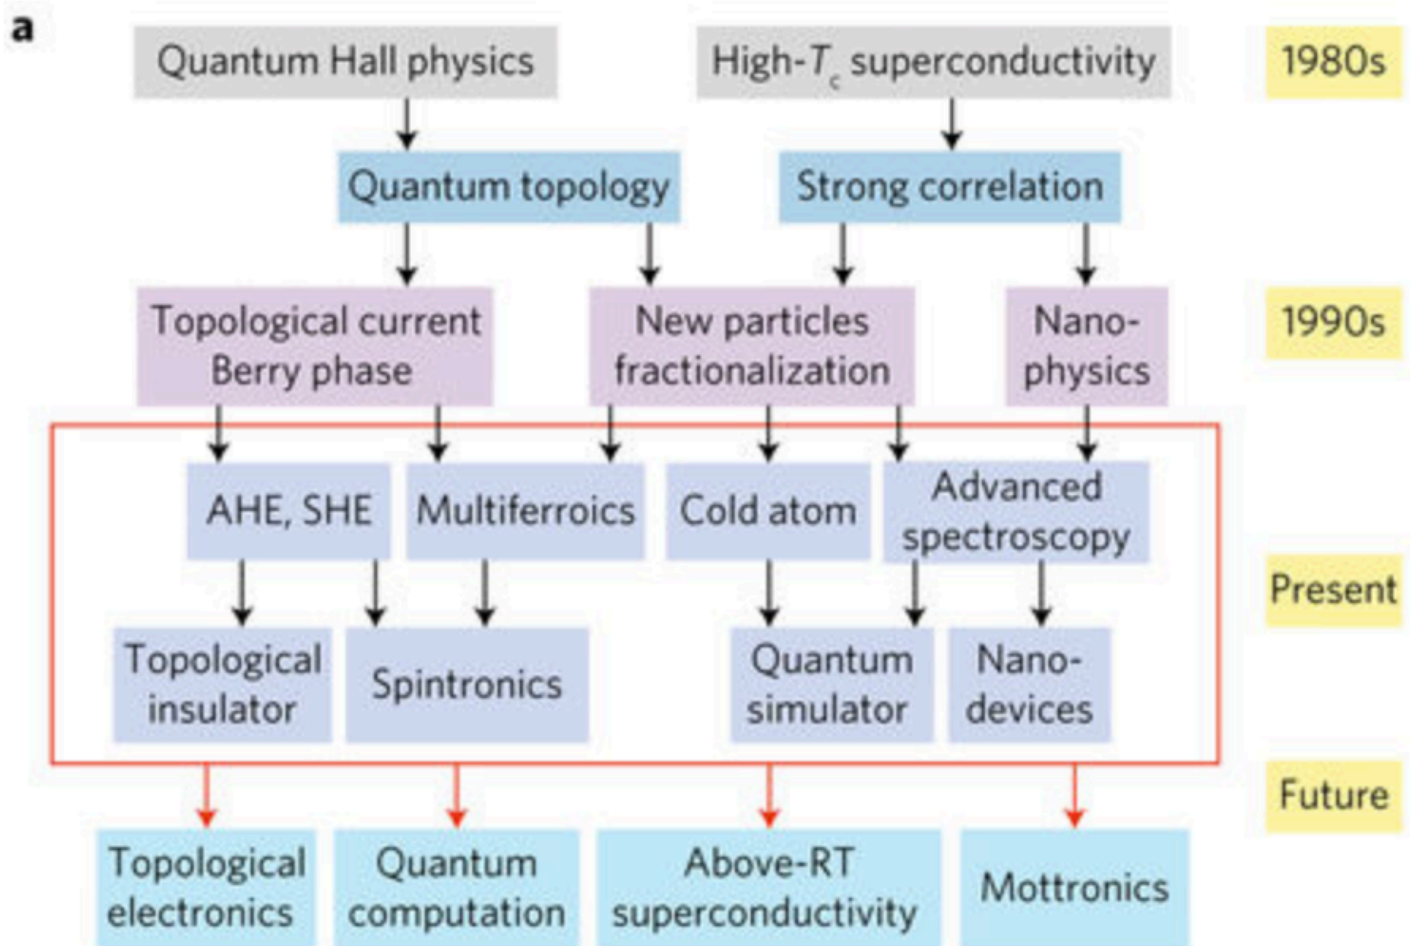 a
Quantum Hall physics
High-Tc superconductivity
1980s
Quantum topology
Strong correlation
Topological current
Berry phase
New particles
fractionalization
Nano-
physics
1990s
AHE, SHE
Multiferroics
Cold atom
Advanced
spectroscopy
Present
Topological
insulator
Spintronics
Quantum
simulator
Nano-
devices
Future
Topological
electronics
Quantum
computation
Above-RT
superconductivity
Mottronics